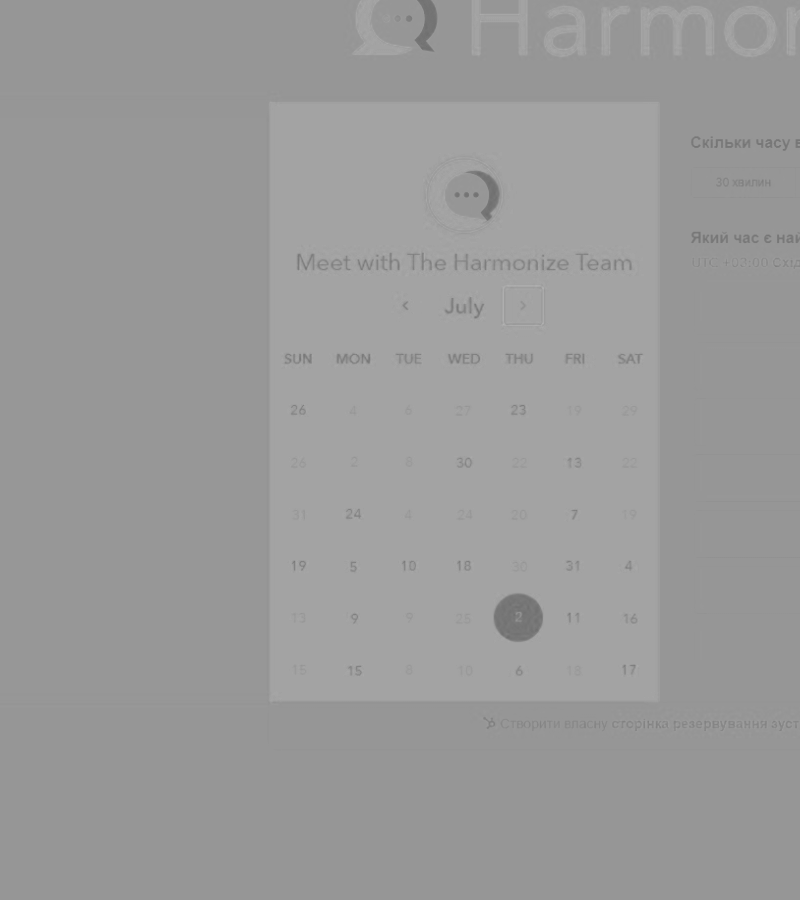 Harmon
Скільки часу в
30 хвилин
Meet with The Harmonize Team
Який час є най
UTC +03:00 Схід
July
SUN MON TUE WED THU FRI SAT
26 4 6 27 23 19 29
26 2 8 30 22 13 22
31 24 4 24 20 7 19
19 5 10 18 30 31 4
13 9 9 25 2 11 16
15 15 8 10 6 18 17
Створити власну сторінка резервування зуст